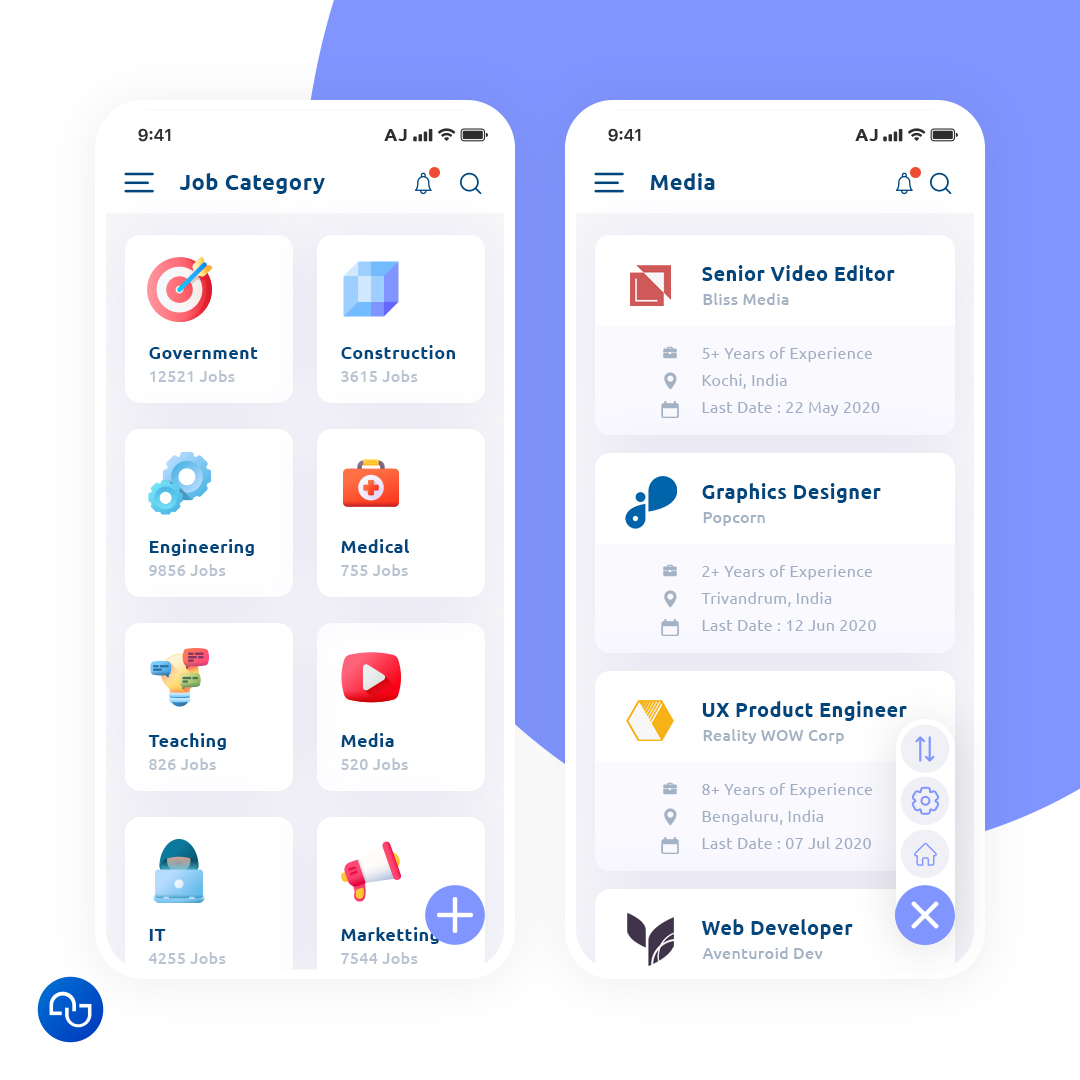 9:41
AJ
Job Category
Government
12521 Jobs
Construction
3615 Jobs
Engineering
9856 Jobs
Medical
755 Jobs
Teaching
826 Jobs
Media
520 Jobs
IT
4255 Jobs
Marketting
7544 Jobs
9:41
AJ
Media
Senior Video Editor
Bliss Media
5+ Years of Experience
Kochi, India
Last Date : 22 May 2020
Graphics Designer
Popcorn
2+ Years of Experience
Trivandrum, India
Last Date : 12 Jun 2020
UX Product Engineer
Reality WOW Corp
8+ Years of Experience
Bengaluru, India
Last Date : 07 Jul 2020
Web Developer
Aventuroid Dev